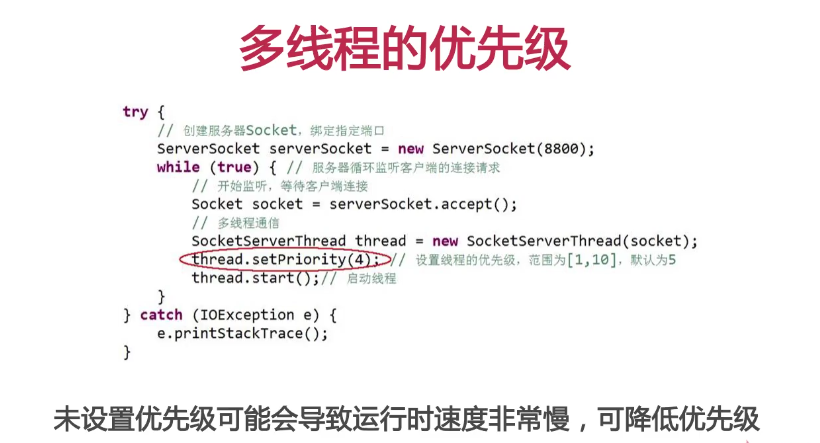 多线程的优先级
try {
// 创建服务器Socket，绑定指定端口
ServerSocket serverSocket = new ServerSocket(8800);
while (true) { // 服务器循环监听客户端的连接请求
// 开始监听，等待客户端连接
Socket socket = serverSocket.accept();
// 多线程通信
SocketServerThread thread = new SocketServerThread(socket);
thread.setPriority(4); // 设置线程的优先级，范围为[1,10]，默认为5
thread.start();// 启动线程
}
} catch (IOException e) {
e.printStackTrace();
}
未设置优先级可能会导致运行时速度非常慢，可降低优先级